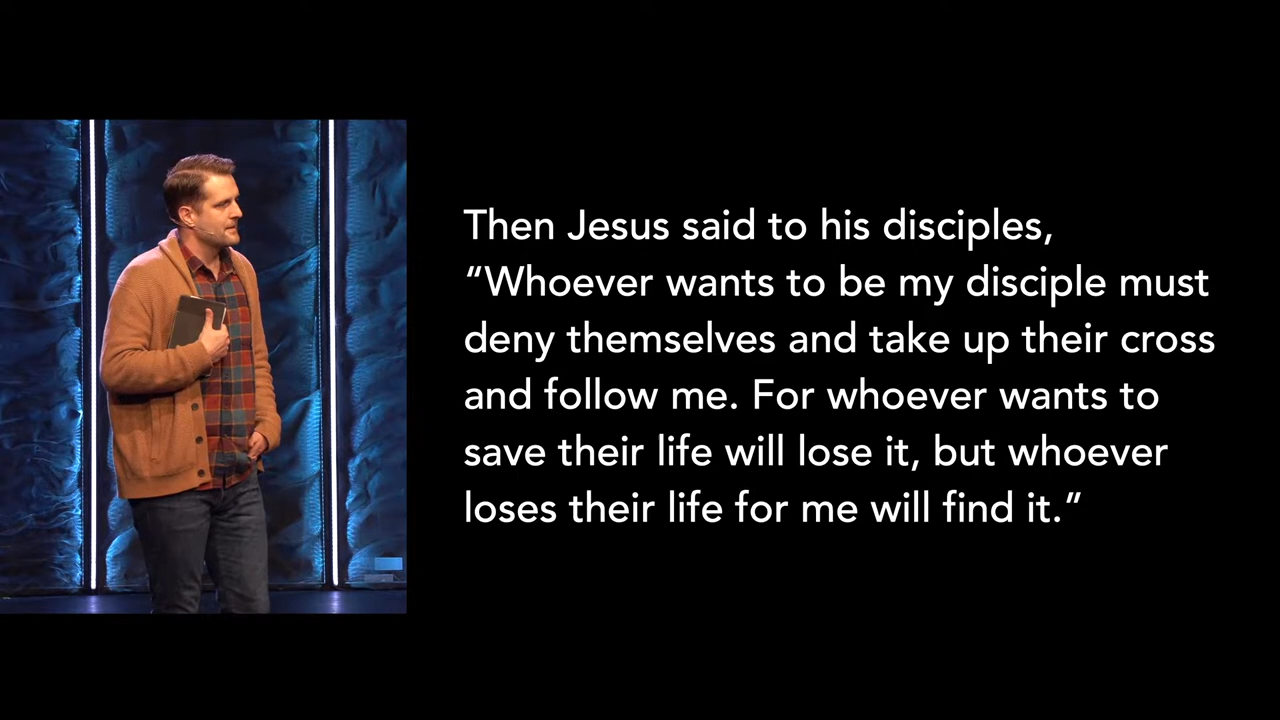 Then Jesus said to his disciples,
“Whoever wants to be my disciple must
deny themselves and take up their cross
and follow me. For whoever wants to
save their life will lose it, but whoever
loses their life for me will find it.”